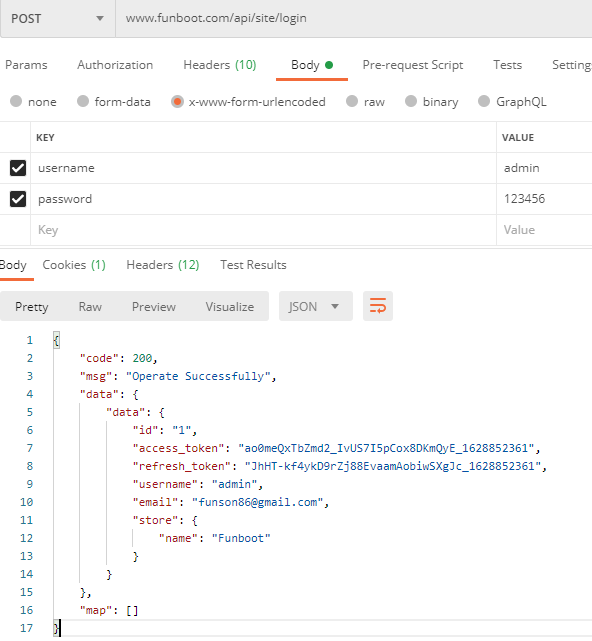 POST www.funboot.com/api/site/login
Params Authorization Headers (10) Body Pre-request Script Tests Setting
none form-data x-www-form-urlencoded raw binary GraphQL
KEY VALUE
username admin
password 123456
Key Value
Body Cookies (1) Headers (12) Test Results
Pretty Raw Preview Visualize JSON
1 {
2 "code": 200,
3 "msg": "Operate Successfully",
4 "data": {
5 "data": {
6 "id": "1",
7 "access_token": "ao0meQxTbZmd2_IvUS7I5pCox8DKmQyE_1628852361",
8 "refresh_token": "JhHT-kf4ykD9rZj88EvaamAobiwSXgJc_1628852361",
9 "username": "admin",
10 "email": "funson86@gmail.com",
11 "store": {
12 "name": "Funboot"
13 }
14 }
15 },
16 "map": []
17 }